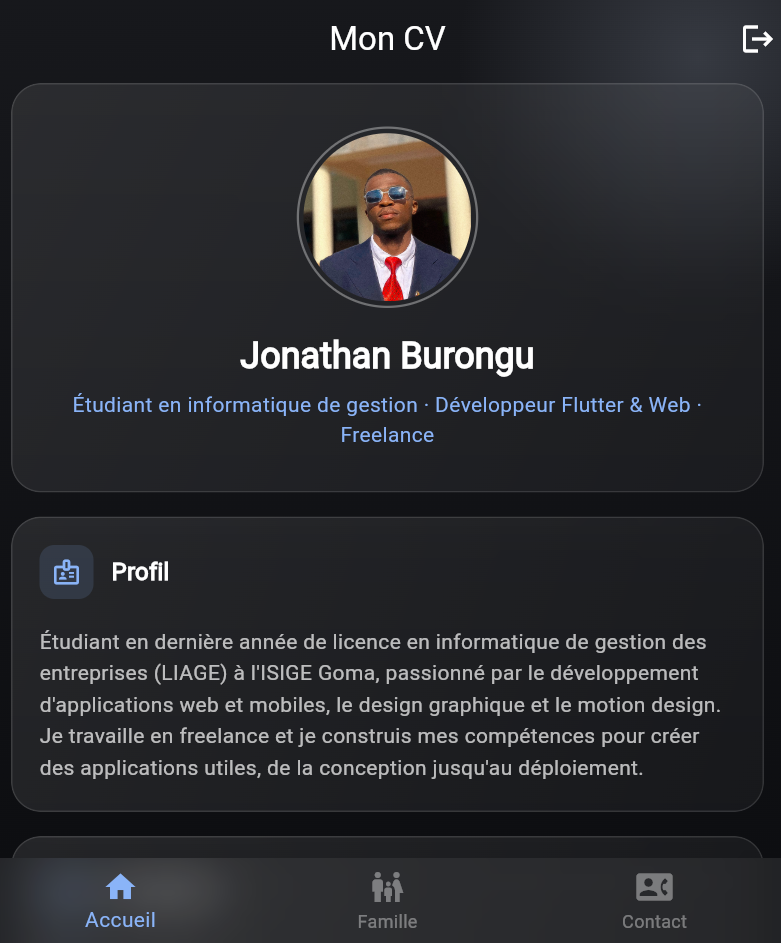 Mon CV
Jonathan Burongu
Étudiant en informatique de gestion · Développeur Flutter & Web ·
Freelance
Profil
Étudiant en dernière année de licence en informatique de gestion des
entreprises (LIAGE) à l'ISIGE Goma, passionné par le développement
d'applications web et mobiles, le design graphique et le motion design.
Je travaille en freelance et je construis mes compétences pour créer
des applications utiles, de la conception jusqu'au déploiement.
Accueil
Famille
Contact